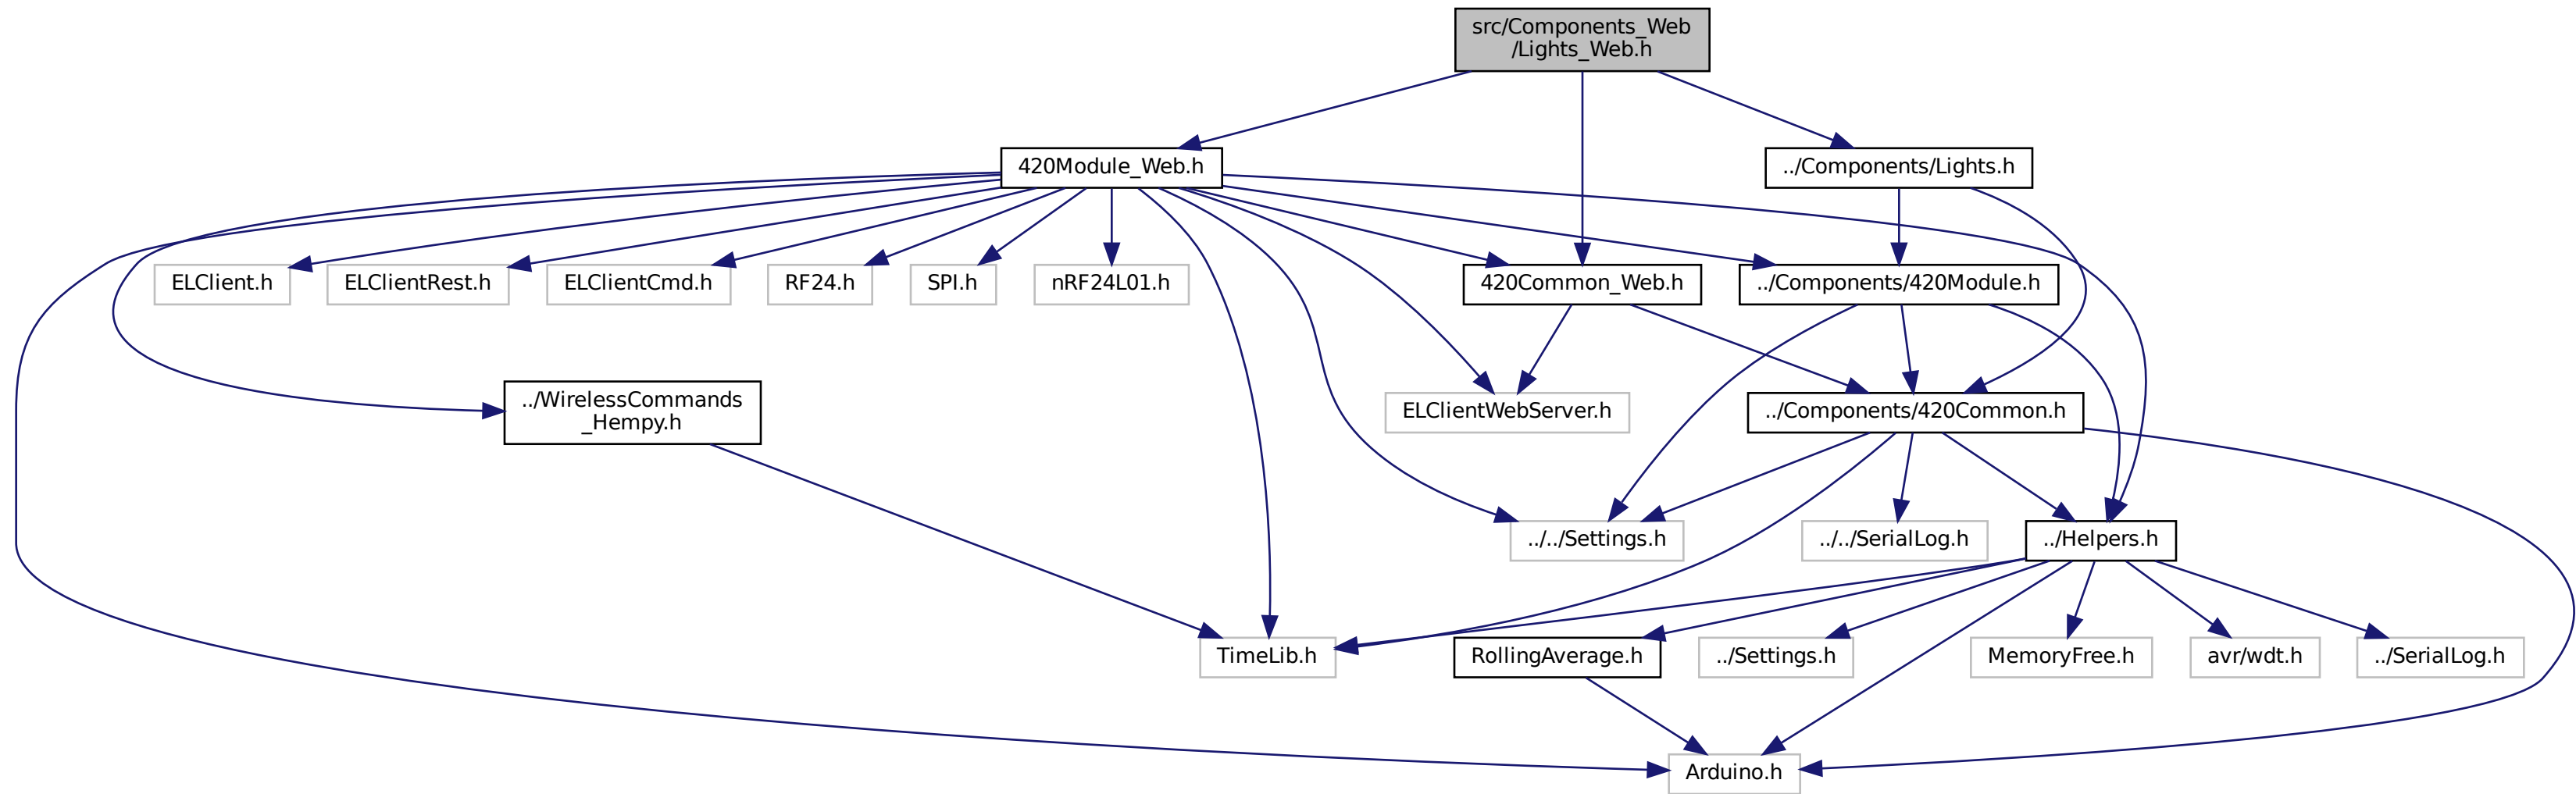 src/Components_Web
/Lights_Web.h
420Module_Web.h
../Components/Lights.h
ELClient.h
ELClientRest.h
ELClientCmd.h
RF24.h
SPI.h
nRF24L01.h
420Common_Web.h
../Components/420Module.h
../WirelessCommands
_Hempy.h
ELClientWebServer.h
../Components/420Common.h
../../Settings.h
../../SerialLog.h
../Helpers.h
TimeLib.h
RollingAverage.h
../Settings.h
MemoryFree.h
avr/wdt.h
../SerialLog.h
Arduino.h